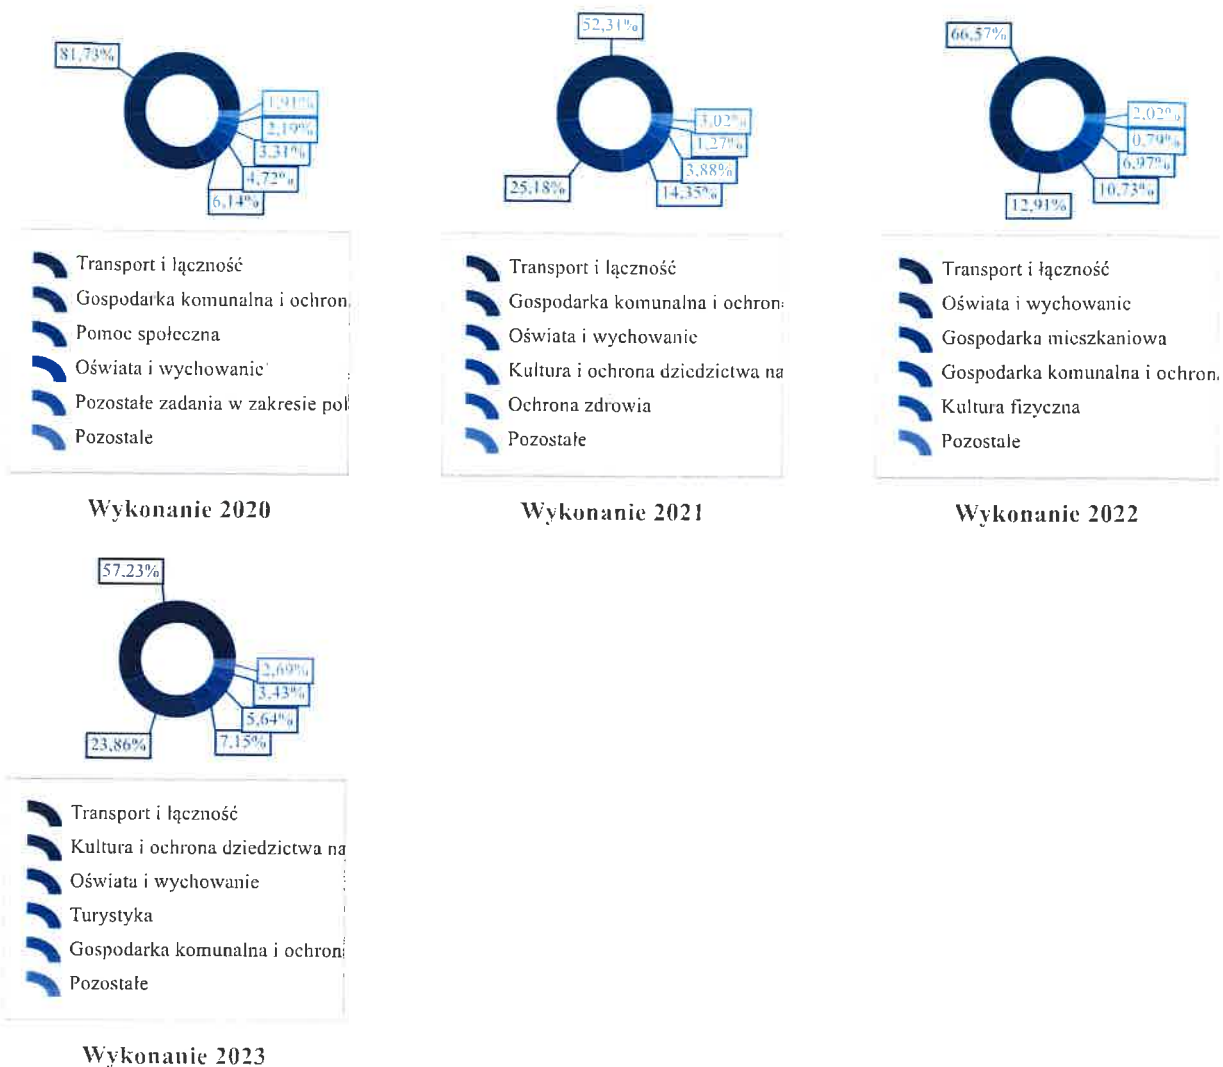 81,73%
1,91%
2,19%
3,31%
4,72%
6,14%
Transport i łączność
Gospodarka komunalna i ochron
Pomoc społeczna
Oświata i wychowanie
Pozostałe zadania w zakresie pol
Pozostałe
Wykonanie 2020
52,31%
3,02%
1,27%
3,88%
14,35%
25,18%
Transport i łączność
Gospodarka komunalna i ochron
Oświata i wychowanie
Kultura i ochrona dziedzictwa na
Ochrona zdrowia
Pozostałe
Wykonanie 2021
66,57%
2,02%
0,79%
6,97%
10,73%
12,91%
Transport i łączność
Oświata i wychowanie
Gospodarka mieszkaniowa
Gospodarka komunalna i ochron
Kultura fizyczna
Pozostałe
Wykonanie 2022
57,23%
2,69%
3,43%
5,64%
7,15%
23,86%
Transport i łączność
Kultura i ochrona dziedzictwa na
Oświata i wychowanie
Turystyka
Gospodarka komunalna i ochron
Pozostałe
Wykonanie 2023